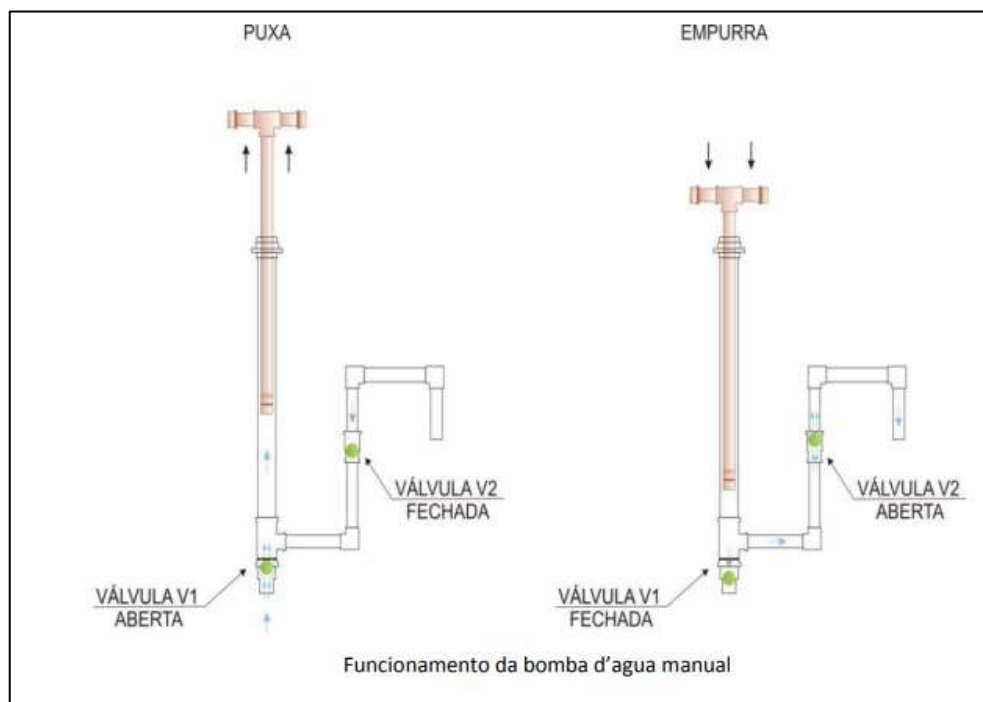 PUXA
EMPURRA
VÁLVULA V2
FECHADA
VÁLVULA V1
ABERTA
VÁLVULA V2
ABERTA
VÁLVULA V1
FECHADA
Funcionamento da bomba d’agua manual